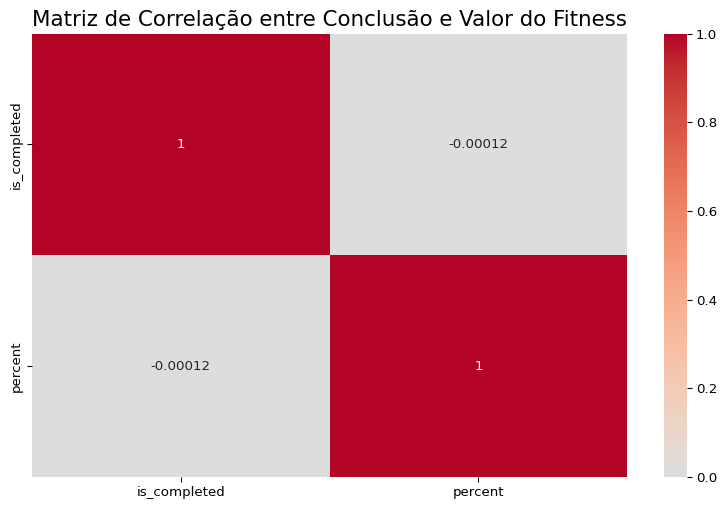 Matriz de Correlação entre Conclusão e Valor do Fitness
is_completed
1
-0.00012
percent
-0.00012
1
is_completed
percent
1.0
0.8
0.6
0.4
0.2
0.0